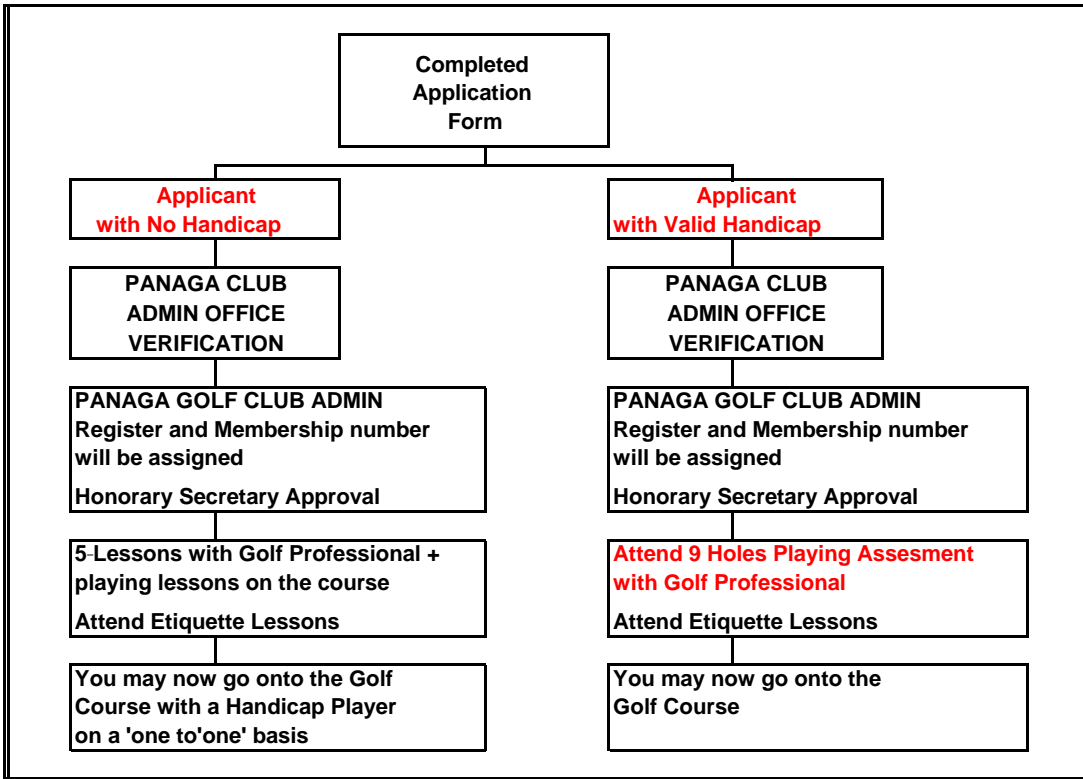 Completed
Application
Form
Applicant
with No Handicap
PANAGA CLUB
ADMIN OFFICE
VERIFICATION
PANAGA GOLF CLUB ADMIN
Register and Membership number
will be assigned
Honorary Secretary Approval
5-Lessons with Golf Professional +
playing lessons on the course
Attend Etiquette Lessons
You may now go onto the Golf
Course with a Handicap Player
on a 'one to'one' basis
Applicant
with Valid Handicap
PANAGA CLUB
ADMIN OFFICE
VERIFICATION
PANAGA GOLF CLUB ADMIN
Register and Membership number
will be assigned
Honorary Secretary Approval
Attend 9 Holes Playing Assesment
with Golf Professional
Attend Etiquette Lessons
You may now go onto the
Golf Course